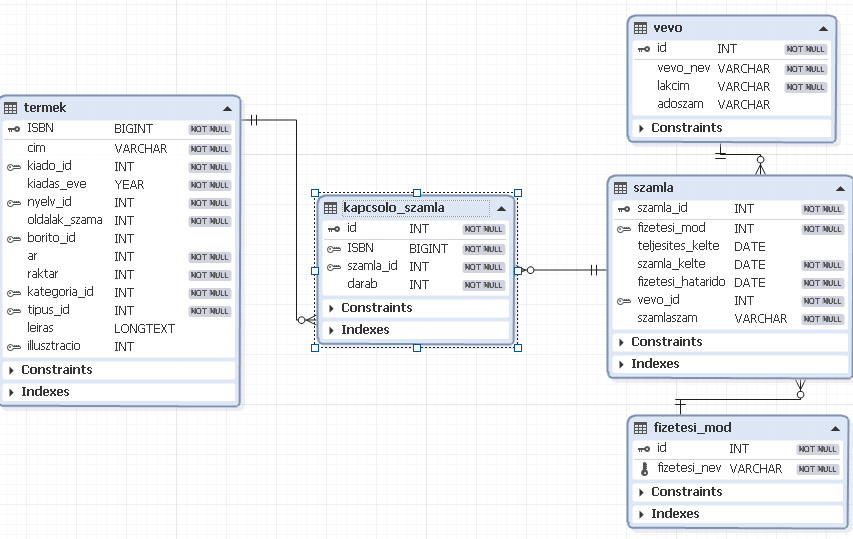 vevo
id INT NOT NULL
vevo_nev VARCHAR NOT NULL
lakcim VARCHAR NOT NULL
adoszam VARCHAR
Constraints
termek
ISBN BIGINT NOT NULL
cim VARCHAR NOT NULL
kiado_id INT NOT NULL
kiadas_eve YEAR NOT NULL
nyelv_id INT NOT NULL
oldalak_szama INT NOT NULL
borito_id INT
ar INT NOT NULL
raktar INT NOT NULL
kategoria_id INT NOT NULL
tipus_id INT NOT NULL
leiras LONGTEXT
illusztracio INT
Constraints
Indexes
kapcsolo_szamla
id INT NOT NULL
ISBN BIGINT NOT NULL
szamla_id INT NOT NULL
darab INT NOT NULL
Constraints
Indexes
szamla
szamla_id INT NOT NULL
fizetesi_mod INT NOT NULL
teljesites_kelte DATE
szamla_kelte DATE NOT NULL
fizetesi_hatarido DATE NOT NULL
vevo_id INT NOT NULL
szamlaszam VARCHAR NOT NULL
Constraints
Indexes
fizetesi_mod
id INT NOT NULL
fizetesi_nev VARCHAR NOT NULL
Constraints
Indexes